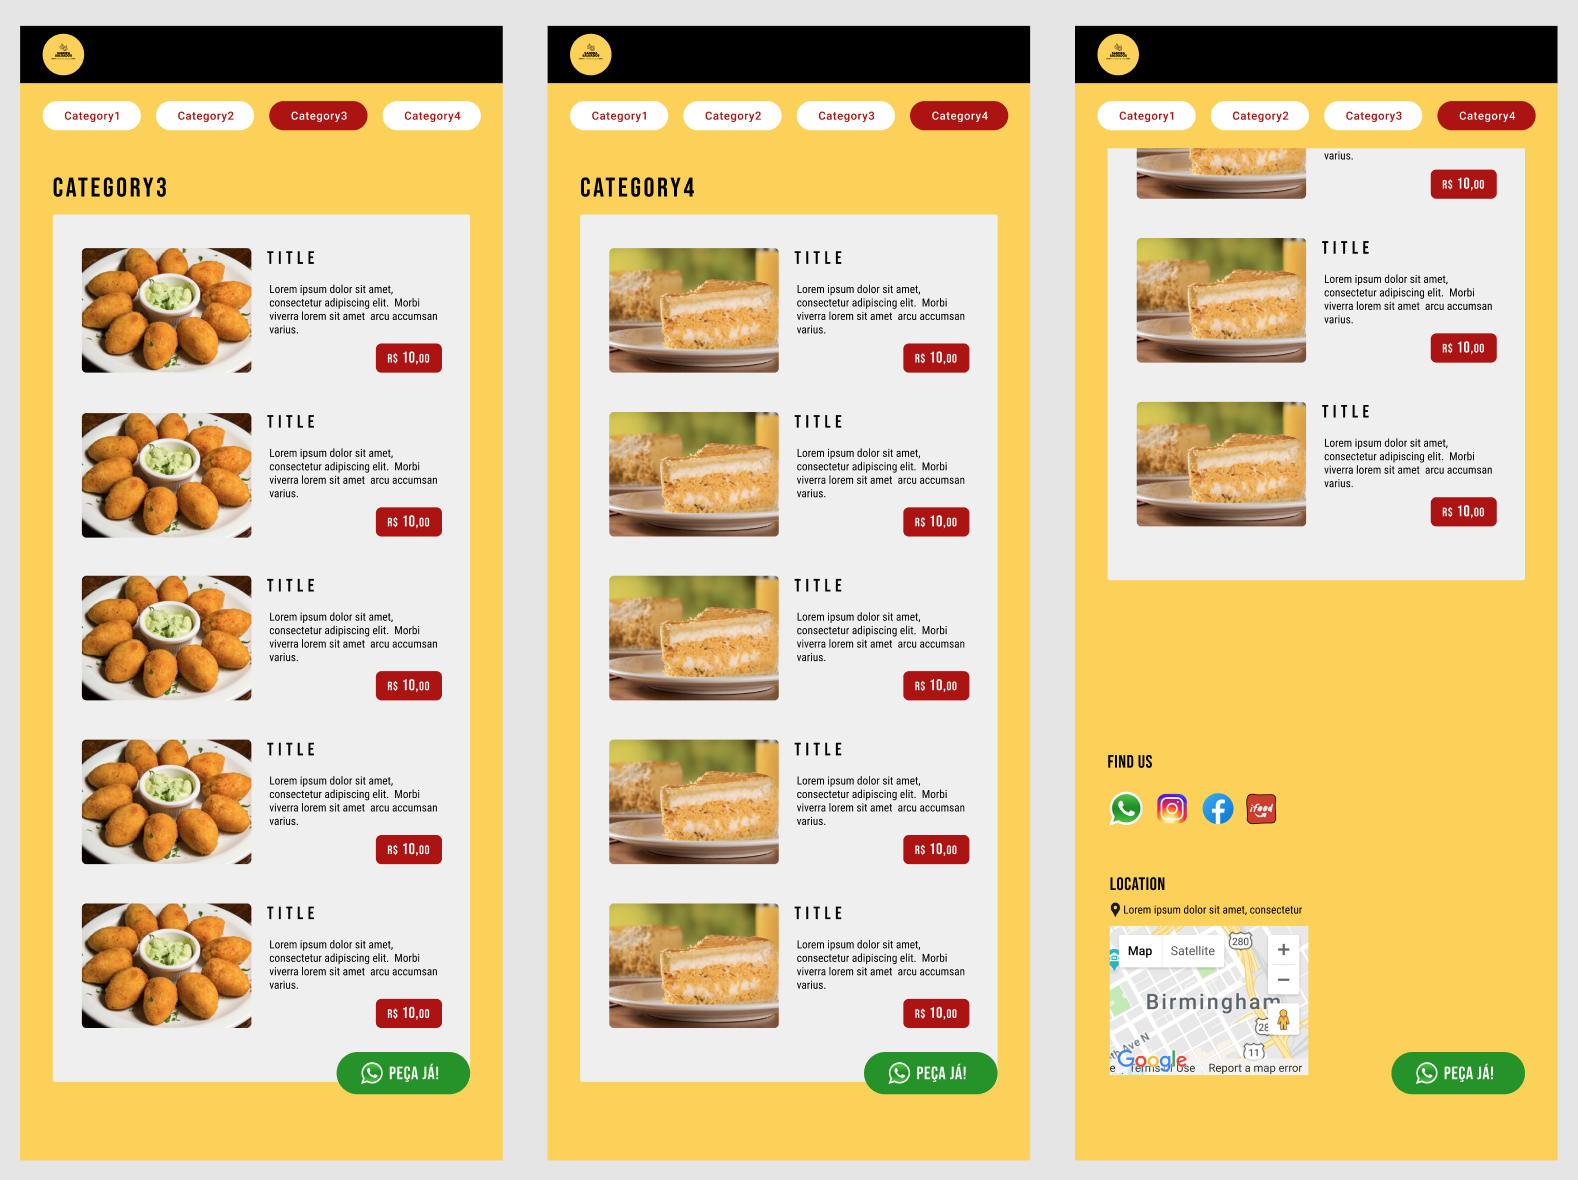 Category1
Category2
Category3
Category4
CATEGORY3
TITLE
Lorem ipsum dolor sit amet,
consectetur adipiscing elit. Morbi
viverra lorem sit amet arcu accumsan
varius.
R$ 10,00
TITLE
Lorem ipsum dolor sit amet,
consectetur adipiscing elit. Morbi
viverra lorem sit amet arcu accumsan
varius.
R$ 10,00
TITLE
Lorem ipsum dolor sit amet,
consectetur adipiscing elit. Morbi
viverra lorem sit amet arcu accumsan
varius.
R$ 10,00
TITLE
Lorem ipsum dolor sit amet,
consectetur adipiscing elit. Morbi
viverra lorem sit amet arcu accumsan
varius.
R$ 10,00
TITLE
Lorem ipsum dolor sit amet,
consectetur adipiscing elit. Morbi
viverra lorem sit amet arcu accumsan
varius.
R$ 10,00
PEÇA JÁ!
Category1
Category2
Category3
Category4
CATEGORY4
TITLE
Lorem ipsum dolor sit amet,
consectetur adipiscing elit. Morbi
viverra lorem sit amet arcu accumsan
varius.
R$ 10,00
TITLE
Lorem ipsum dolor sit amet,
consectetur adipiscing elit. Morbi
viverra lorem sit amet arcu accumsan
varius.
R$ 10,00
TITLE
Lorem ipsum dolor sit amet,
consectetur adipiscing elit. Morbi
viverra lorem sit amet arcu accumsan
varius.
R$ 10,00
TITLE
Lorem ipsum dolor sit amet,
consectetur adipiscing elit. Morbi
viverra lorem sit amet arcu accumsan
varius.
R$ 10,00
TITLE
Lorem ipsum dolor sit amet,
consectetur adipiscing elit. Morbi
viverra lorem sit amet arcu accumsan
varius.
R$ 10,00
PEÇA JÁ!
Category1
Category2
Category3
Category4
varius.
R$ 10,00
TITLE
Lorem ipsum dolor sit amet,
consectetur adipiscing elit. Morbi
viverra lorem sit amet arcu accumsan
varius.
R$ 10,00
TITLE
Lorem ipsum dolor sit amet,
consectetur adipiscing elit. Morbi
viverra lorem sit amet arcu accumsan
varius.
R$ 10,00
FIND US
ifood
LOCATION
Lorem ipsum dolor sit amet, consectetur
Map
Satellite
280
Birmingham
28
Ave N
11
Google
Terms of Use
Report a map error
PEÇA JÁ!